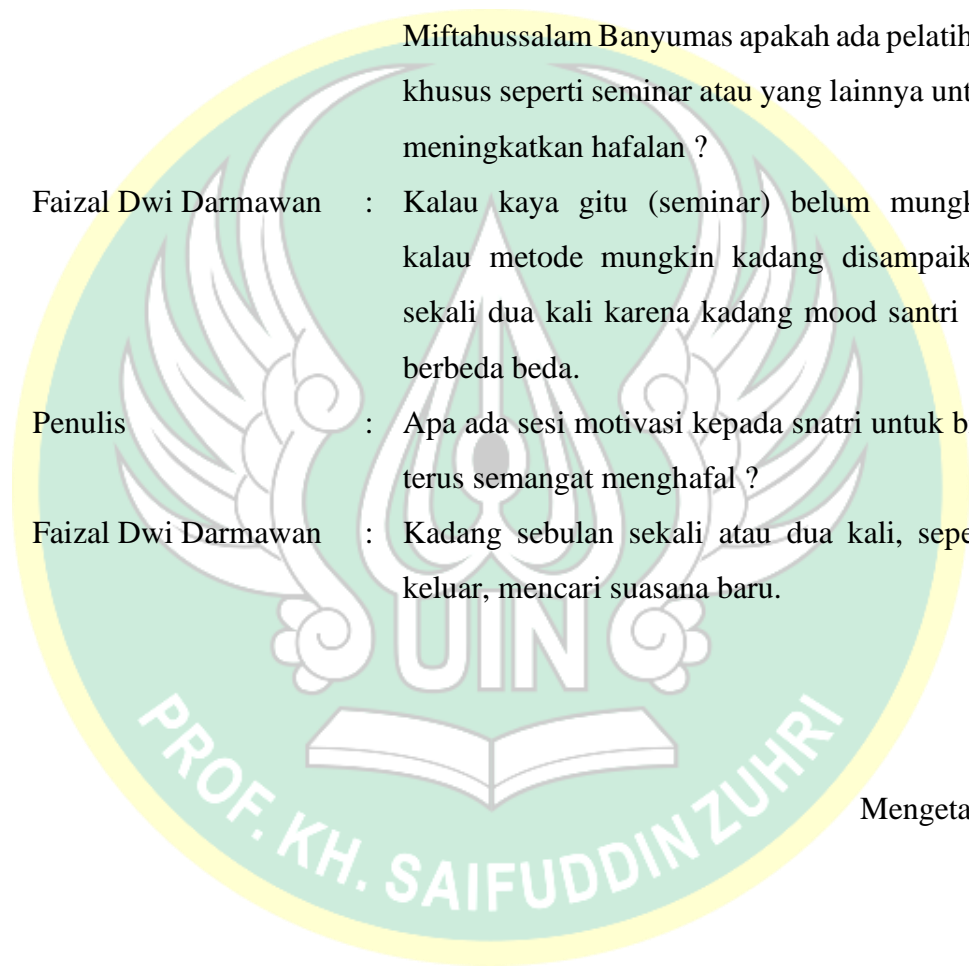 Miftahussalam Banyumas apakah ada pelatih
khusus seperti seminar atau yang lainnya unt
meningkatkan hafalan ?
Faizal Dwi Darmawan : Kalau kaya gitu (seminar) belum mungk
kalau metode mungkin kadang disampaik
sekali dua kali karena kadang mood santri
berbeda beda.
Penulis : Apa ada sesi motivasi kepada snatri untuk b
terus semangat menghafal ?
Faizal Dwi Darmawan : Kadang sebulan sekali atau dua kali, sepe
keluar, mencari suasana baru.
UIN
Mengeta
PROF. KH. SAIFUDDIN ZUHRI